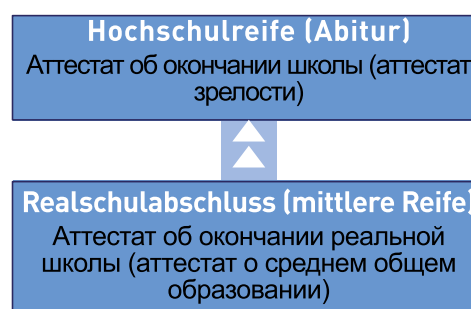 Hochschulreife (Abitur)
Аттестат об окончании школы (аттестат
зрелости)
Realschulabschluss (mittlere Reife)
Аттестат об окончании реальной
школы (аттестат о среднем общем
образовании)